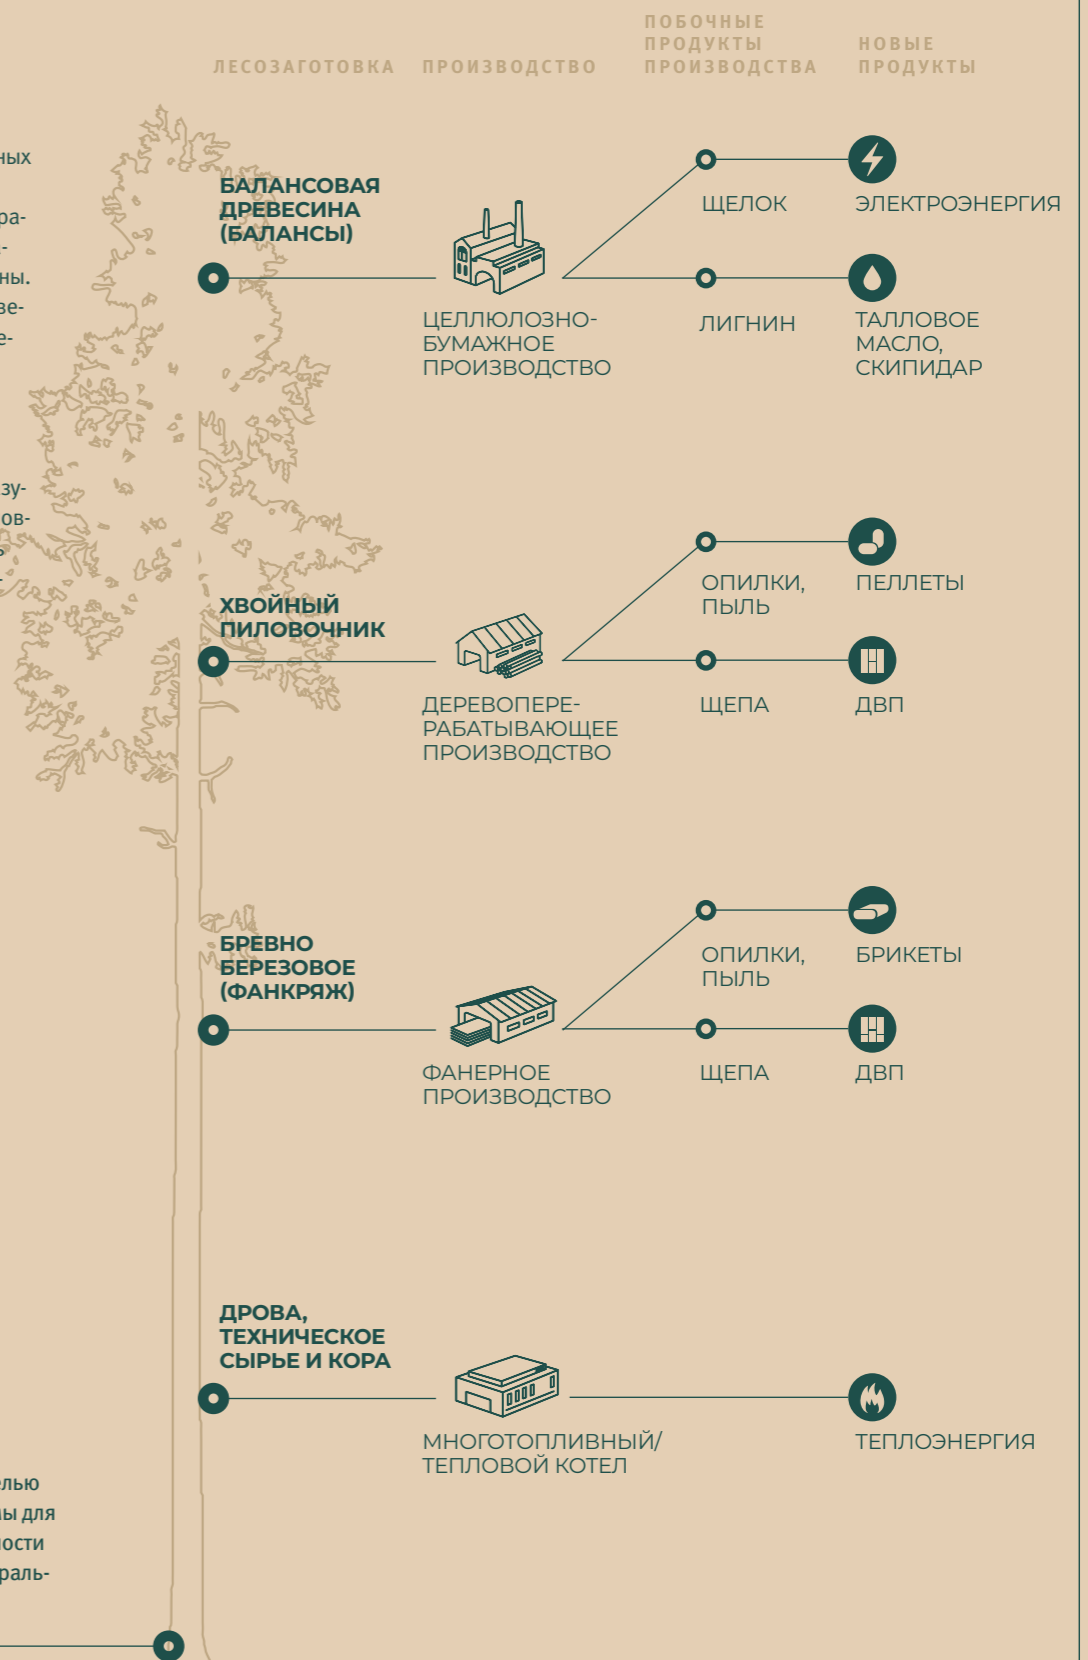 ЛЕСОЗАГОТОВКА
ПРОИЗВОДСТВО
ПОБОЧНЫЕ
ПРОДУКТЫ
ПРОИЗВОДСТВА
НОВЫЕ
ПРОДУКТЫ
БАЛАНСОВАЯ
ДРЕВЕСИНА
(БАЛАНСЫ)
ЦЕЛЛЮЛОЗНО-
БУМАЖНОЕ
ПРОИЗВОДСТВО
ЩЕЛОК
ЭЛЕКТРОЭНЕРГИЯ
ЛИГНИН
ТАЛЛОВОЕ
МАСЛО,
СКИПИДАР
ХВОЙНЫЙ
ПИЛОВОЧНИК
ДЕРЕВОПЕРЕ-
РАБАТЫВАЮЩЕЕ
ПРОИЗВОДСТВО
ОПИЛКИ,
ПЫЛЬ
ПЕЛЛЕТЫ
ЩЕПА
ДВП
БРЕВНО
БЕРЕЗОВОЕ
(ФАНКРЯЖ)
ФАНЕРНОЕ
ПРОИЗВОДСТВО
ОПИЛКИ,
ПЫЛЬ
БРИКЕТЫ
ЩЕПА
ДВП
ДРОВА,
ТЕХНИЧЕСКОЕ
СЫРЬЕ И КОРА
МНОГОТОПЛИВНЫЙ/
ТЕПЛОВОЙ КОТЕЛ
ТЕПЛОЭНЕРГИЯ
для